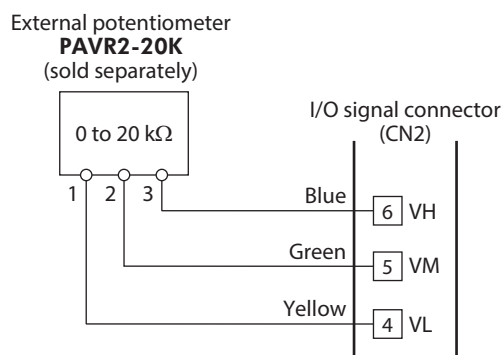 External potentiometer
PAVR2-20K
(sold separately)
I/O signal connector
(CN2)
0 to 20 kΩ
1 2 3
Blue
6 VH
Green
5 VM
Yellow
4 VL